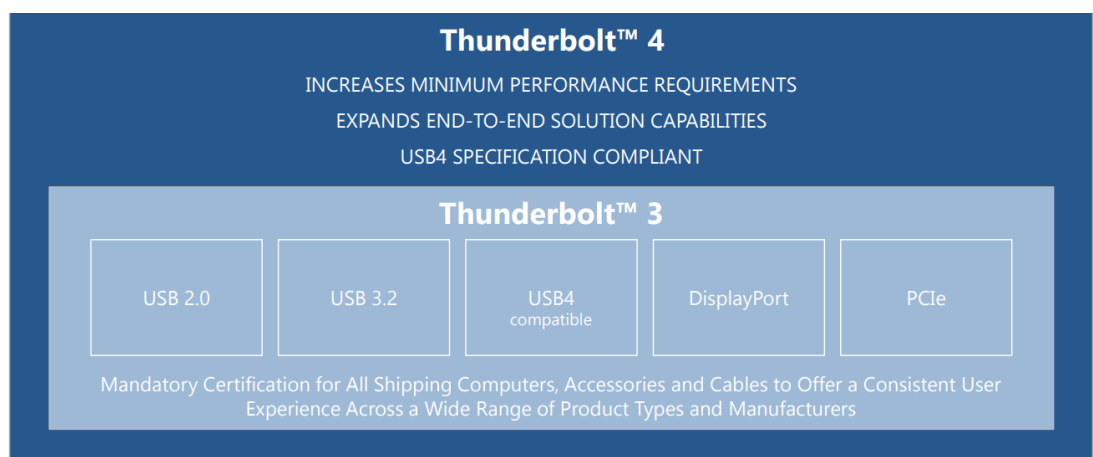 Thunderbolt™ 4
INCREASES MINIMUM PERFORMANCE REQUIREMENTS
EXPANDS END-TO-END SOLUTION CAPABILITIES
USB4 SPECIFICATION COMPLIANT
Thunderbolt™ 3
USB 2.0
USB 3.2
USB4
compatible
DisplayPort
PCIe
Mandatory Certification for All Shipping Computers, Accessories and Cables to Offer a Consistent User
Experience Across a Wide Range of Product Types and Manufacturers